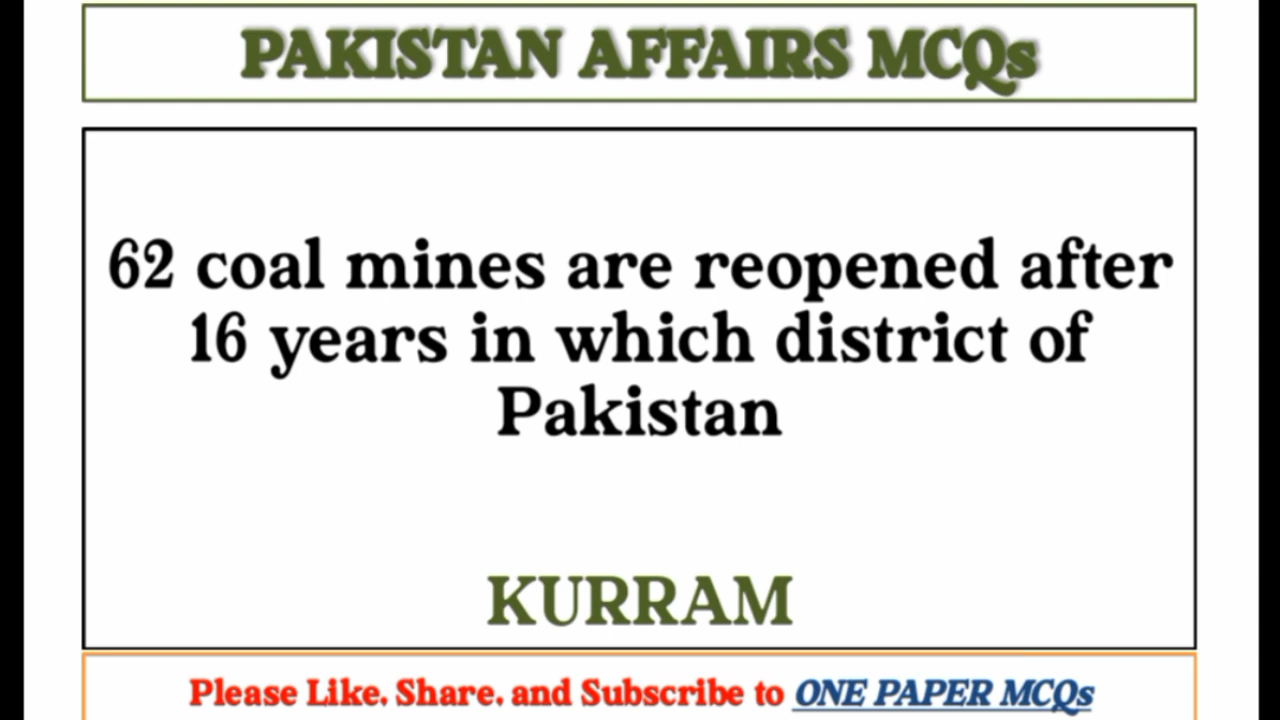 PAKISTAN AFFAIRS MCQs
62 coal mines are reopened after
16 years in which district of
Pakistan
KURRAM
Please Like. Share. and Subscribe to ONE PAPER MCQs